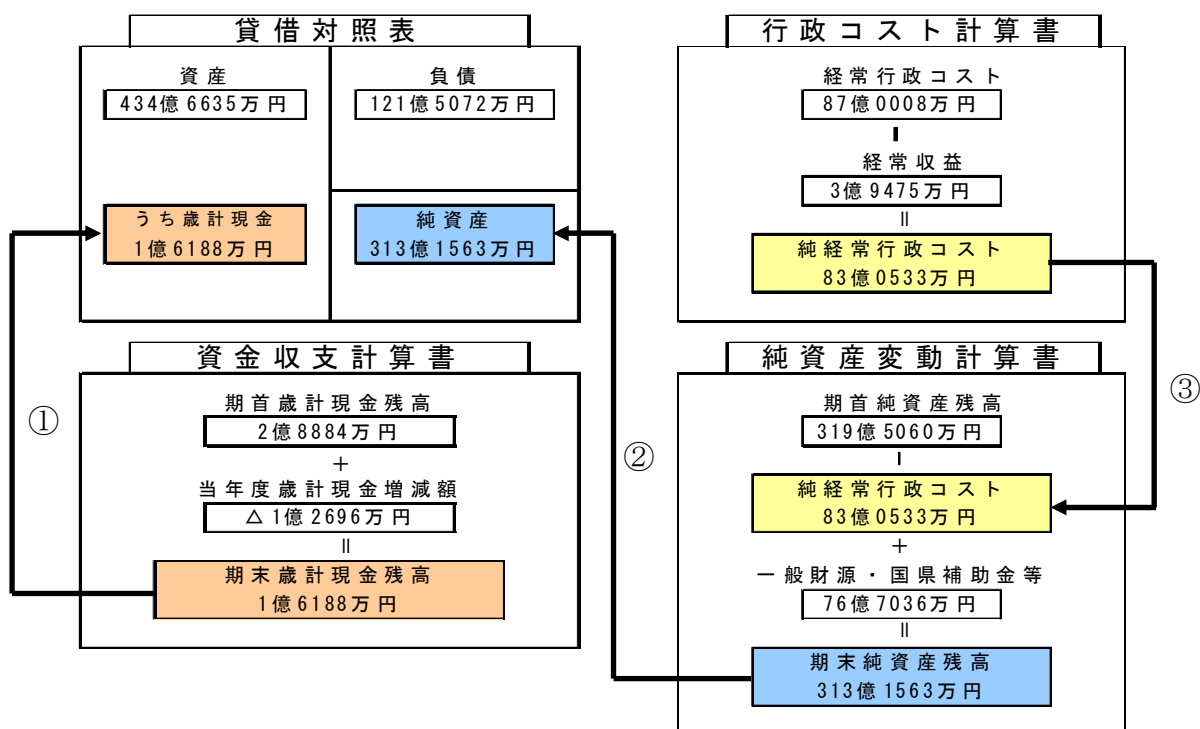 貸借対照表
資産
434億6635万円
負債
121億5072万円
うち歳計現金
1億6188万円
純資産
313億1563万円
行政コスト計算書
経常行政コスト
87億0008万円
−
経常収益
3億9475万円
=
純経常行政コスト
83億0533万円
資金収支計算書
期首歳計現金残高
2億8884万円
+
当年度歳計現金増減額
△1億2696万円
=
期末歳計現金残高
1億6188万円
純資産変動計算書
期首純資産残高
319億5060万円
−
純経常行政コスト
83億0533万円
+
一般財源・国県補助金等
76億7036万円
=
期末純資産残高
313億1563万円
①
②
③